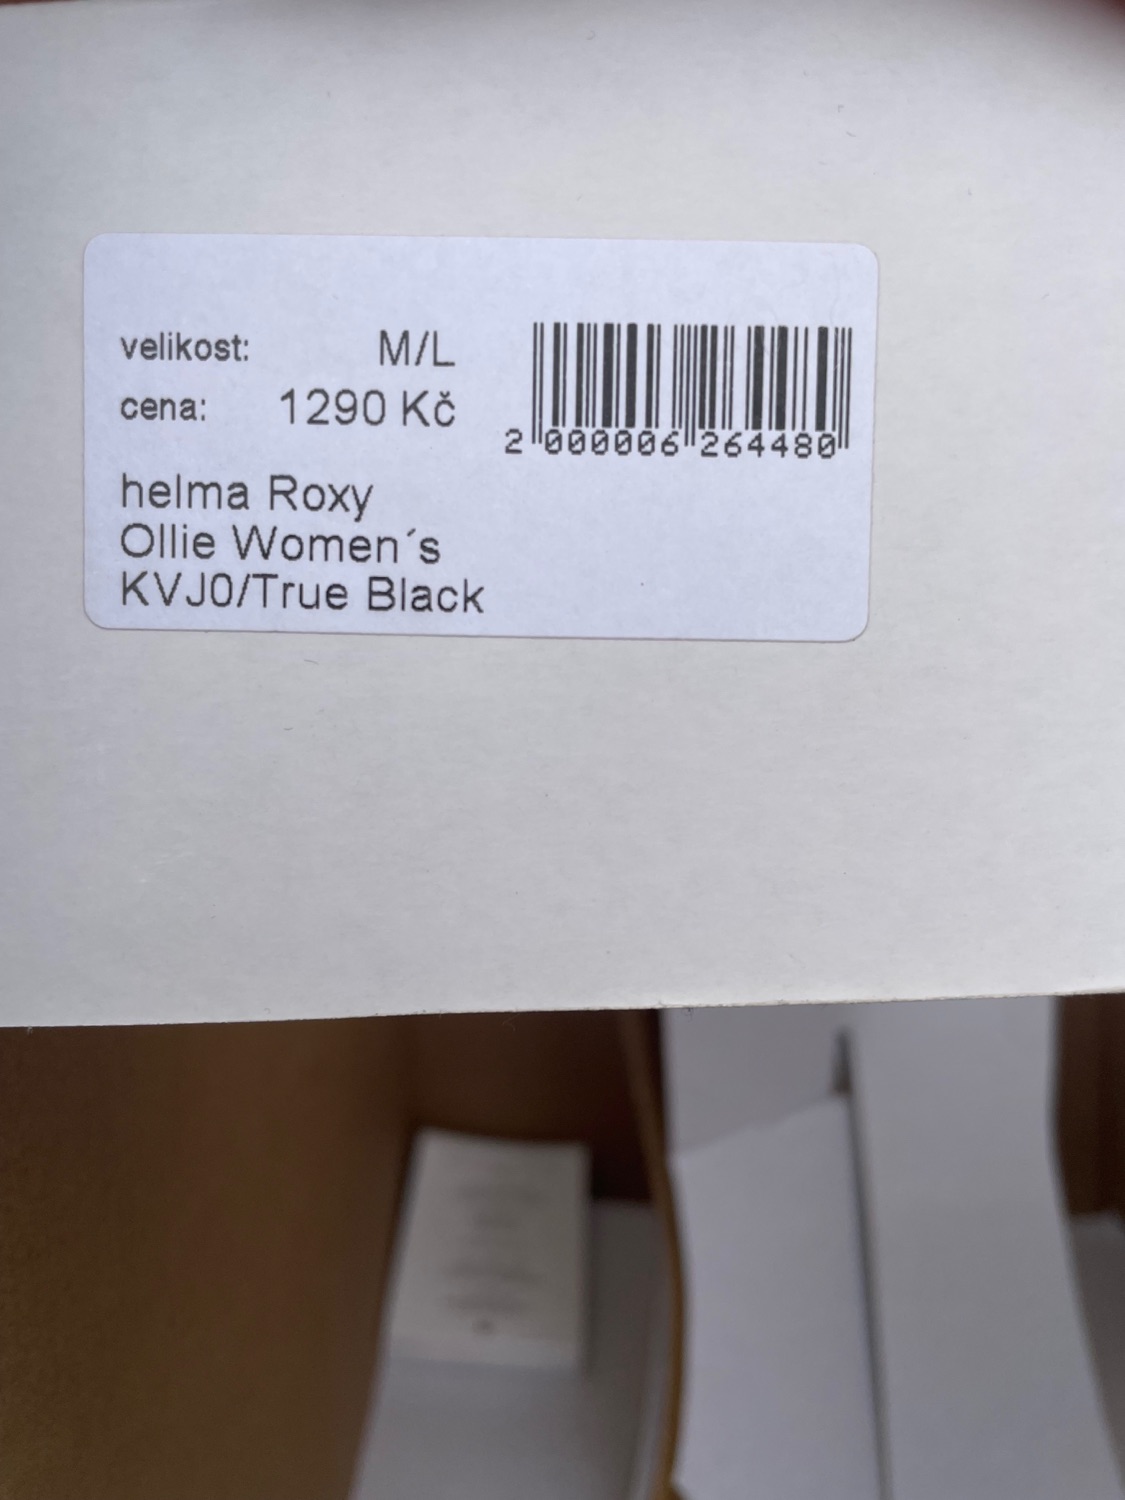 velikost: M/L
cena: 1290 Kč
2 000006 264480
helma Roxy
Ollie Women´s
KVJ0/True Black